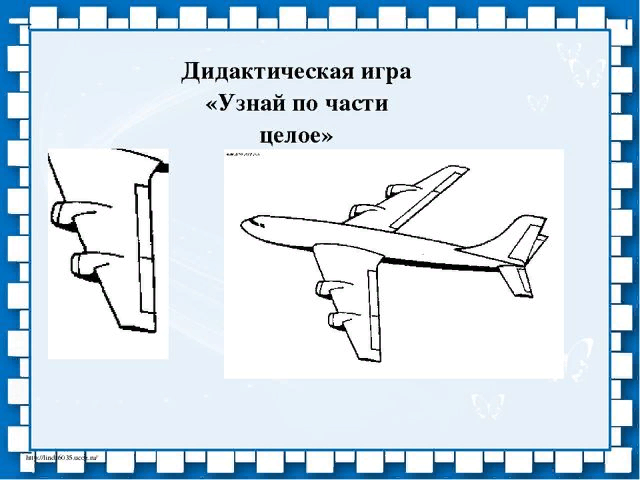 Дидактическая игра
«Узнай по части
целое»